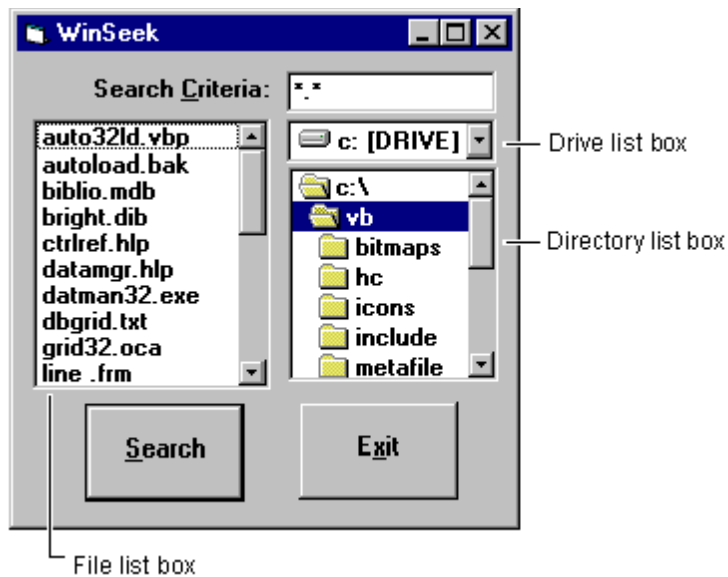 WinSeek
Search Criteria:
*.*
auto32ld.vbp
autoload.bak
biblio.mdb
bright.dib
ctrlref.hlp
datamgr.hlp
datman32.exe
dbgrid.txt
grid32.oca
line .frm
c: [DRIVE]
Drive list box
c:\
vb
bitmaps
hc
icons
include
metafile
Directory list box
Search
Exit
File list box